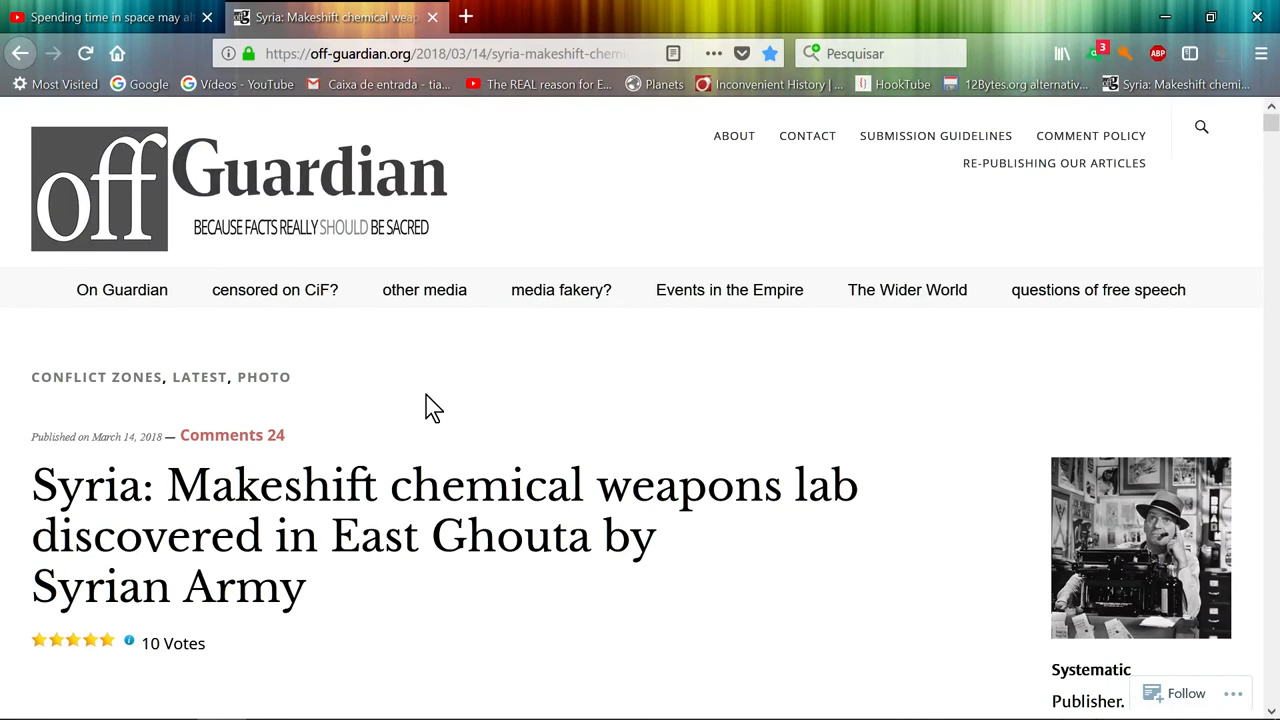 Spending time in space may al
Syria: Makeshift chemical weap
https://off-guardian.org/2018/03/14/syria-makeshift-chemi
Pesquisar
3
ABP
Most Visited
Google
Vídeos - YouTube
Caixa de entrada - tia...
The REAL reason for E...
Planets
Inconvenient History | ...
HookTube
12Bytes.org alternativ...
Syria: Makeshift chemi...
off Guardian
BECAUSE FACTS REALLY SHOULD BE SACRED
ABOUT CONTACT SUBMISSION GUIDELINES COMMENT POLICY
RE-PUBLISHING OUR ARTICLES
On Guardian censored on CiF? other media media fakery? Events in the Empire The Wider World questions of free speech
CONFLICT ZONES, LATEST, PHOTO
Published on March 14, 2018 — Comments 24
Syria: Makeshift chemical weapons lab
discovered in East Ghouta by
Syrian Army
10 Votes
Systematic
Publisher.
Follow